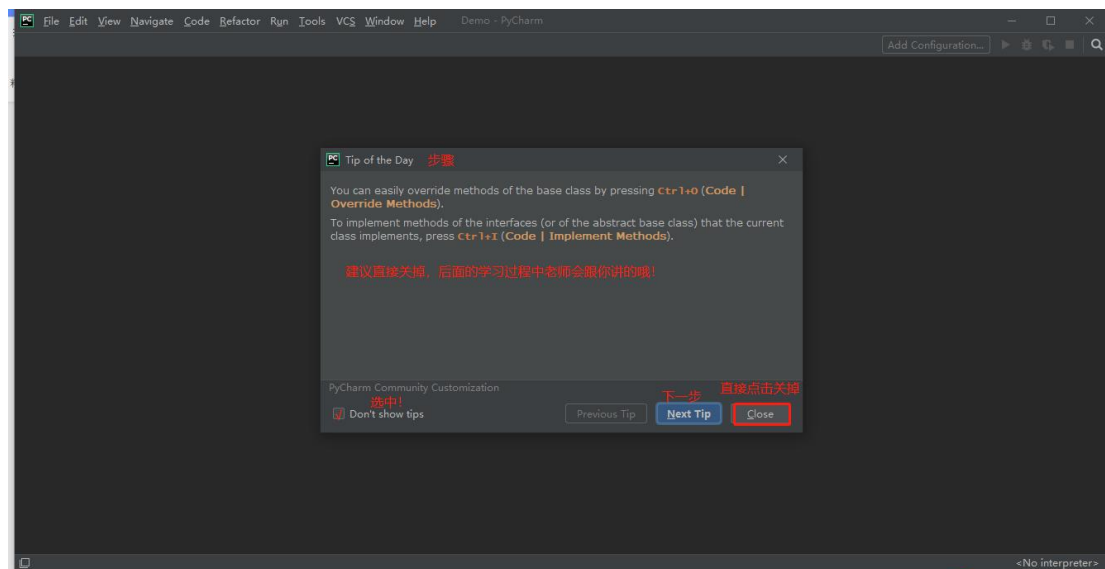 File Edit View Navigate Code Refactor Run Tools VCS Window Help Demo - PyCharm
Add Configuration...
Tip of the Day 步骤
You can easily override methods of the base class by pressing Ctrl+O (Code |
Override Methods).
To implement methods of the interfaces (or of the abstract base class) that the current
class implements, press Ctrl+I (Code | Implement Methods).
建议直接关掉，后面的学习过程中老师会跟你讲的哦！
PyCharm Community Customization
选中！
下一步
直接点击关掉
Don't show tips
Previous Tip
Next Tip
Close
<No interpreter>